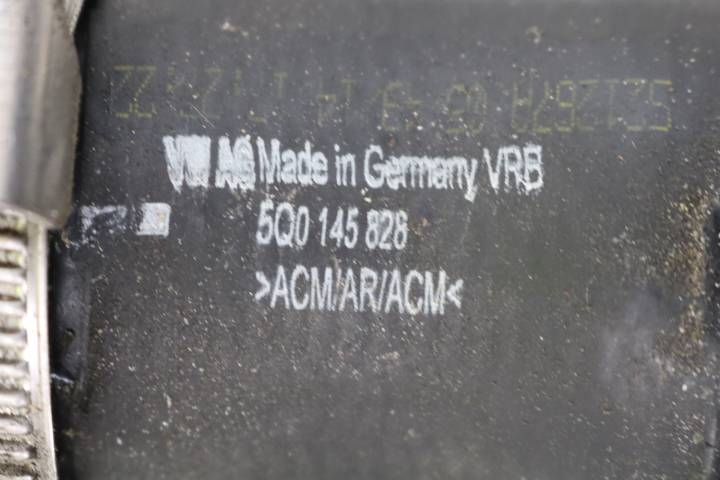 VW AG Made in Germany VRB
5Q0 145 828
>ACM/AR/ACM<